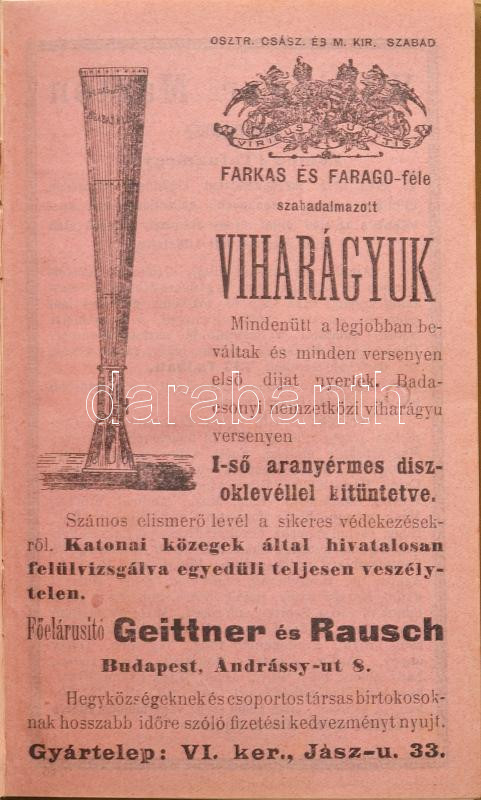 OSZTR. CSÁSZ. ÉS M. KIR. SZABAD
VIRIBUS UNITIS
FARKAS ÉS FARAGO-féle
szabadalmazott
VIHARÁGYUK
Mindenütt a legjobban be-
váltak és minden versenyen
első dijat nyertek. Bada-
csonyi nemzetközi viharágyu
versenyen
I-ső aranyérmes disz-
oklevéllel kitüntetve.
Számos elismerő levél a sikeres védekezések-
ről. Katonai közegek által hivatalosan
felülvizsgálva egyedüli teljesen veszély-
telen.
Főelárusitó Geittner és Rausch
Budapest, Andrássy-ut 8.
Hegyközségeknek és csoportos társas birtokosok-
nak hosszabb időre szóló fizetési kedvezményt nyujt.
Gyártelep: VI. ker., Jász-u. 33.
darabanth